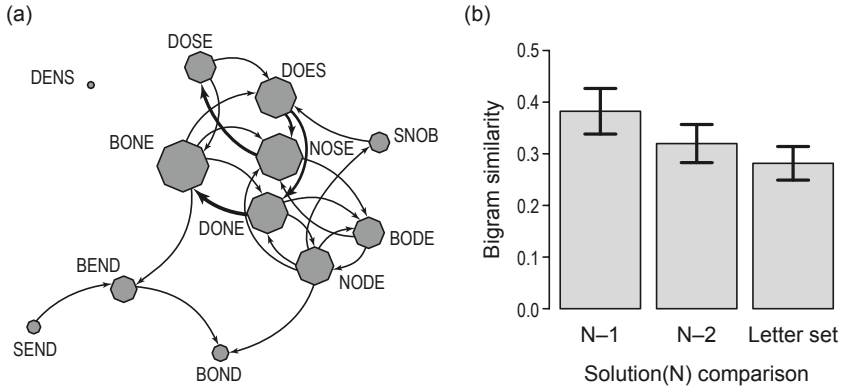 (a)
DOSE
DOES
DENS
BONE
NOSE
SNOB
DONE
BODE
NODE
BEND
SEND
BOND
(b)
0.5
0.4
0.3
0.2
0.1
0.0
Bigram similarity
N–1 N–2 Letter set
Solution(N) comparison